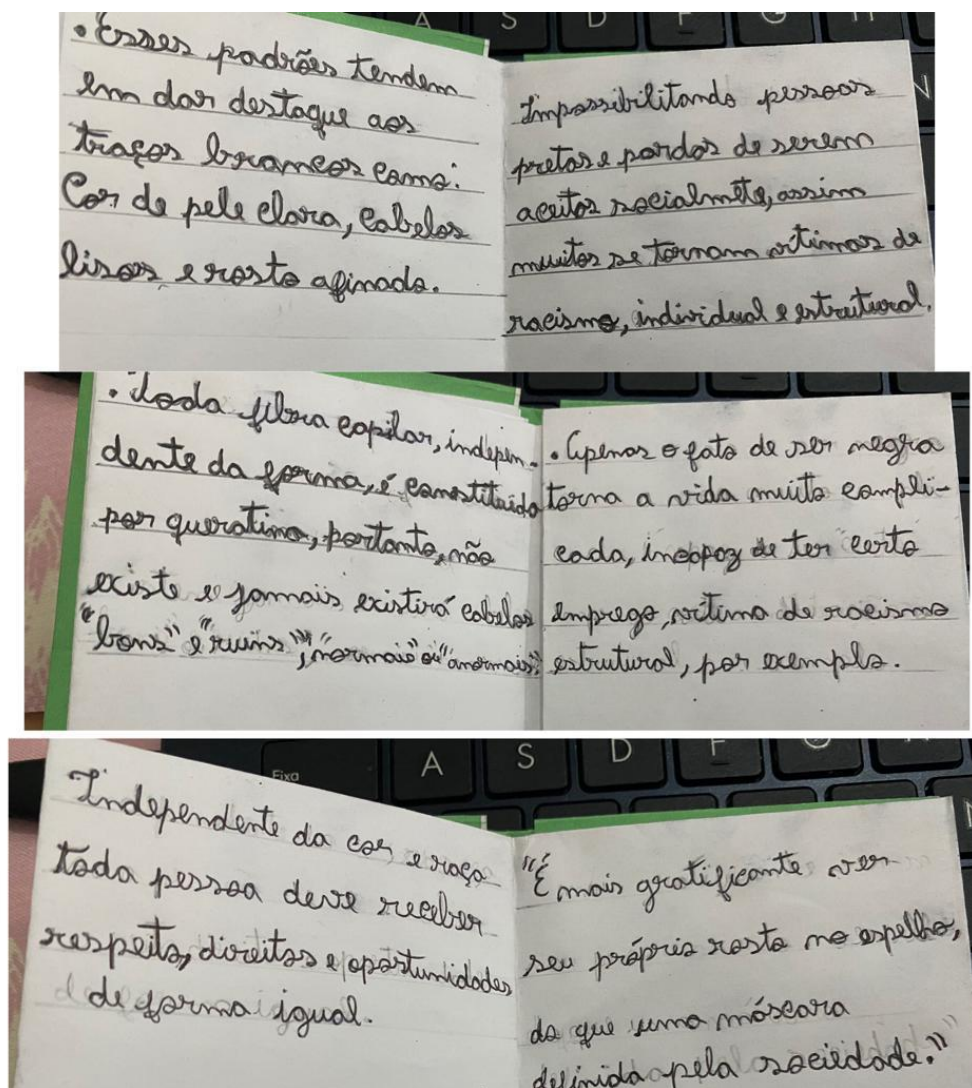 A S D F G H
• Esses padrões tendem
em dar destaque aos
traços brancos como:
Cor de pele clara, cabelos
lisos e rosto afinado.
N
Impossibilitando pessoas
pretas e pardas de serem
aceitas socialmete, assim
muitos se tornam vítimas de
racismo, individual e estrutural.
• Toda fibra capilar, indepen-
dente da forma, é constituida
por queratina, portanto, não
existe e jamais existirá cabelos
"bons" e "ruins", "normais" ou "anormais".
• Apenas o fato de ser negra
torna a vida muito compli-
cada, incapaz de ter certo
emprego, vítima de racismo
estrutural, por exemplo.
Fixa A S D F
Independente da cor e raça
toda pessoa deve receber
respeito, direitos e oportunidades
de forma igual.
"É mais gratificante ver
seu próprio rosto no espelho,
do que uma máscara
definida pela sociedade."